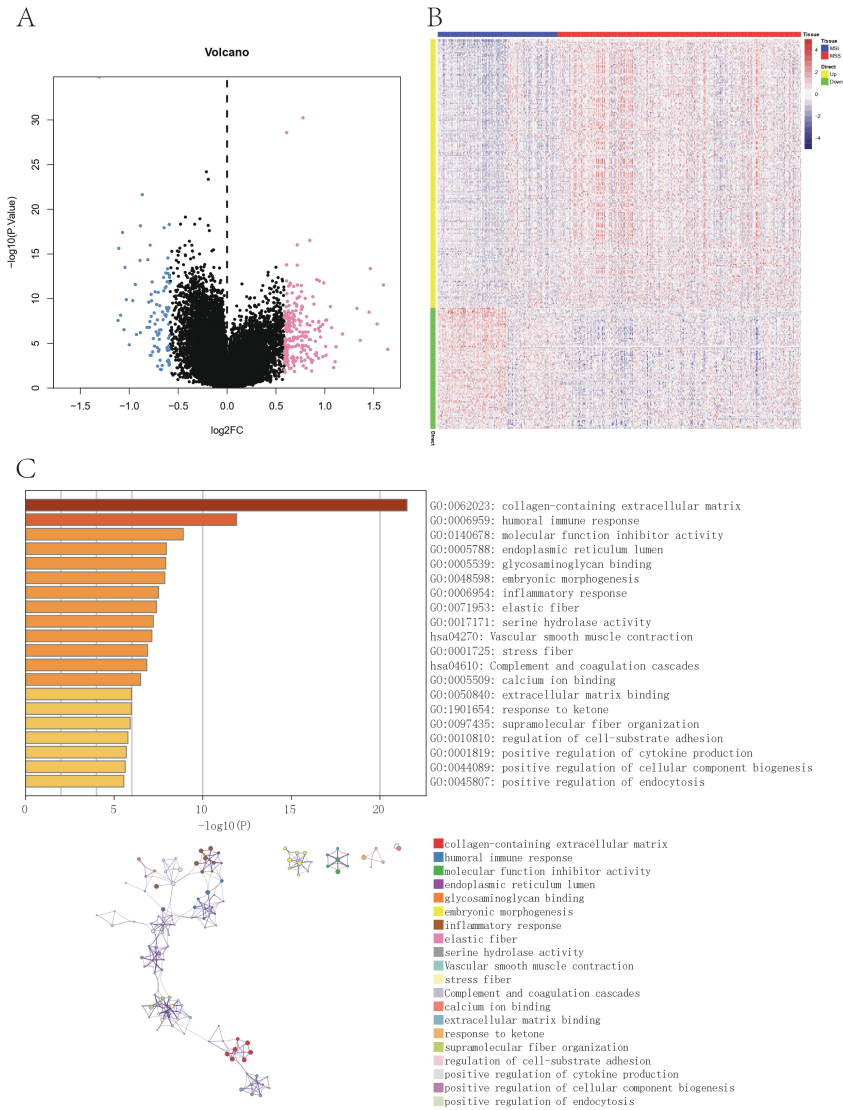 A
Volcano
−log10(P.Value)
30
25
20
15
10
5
0
−1.5
−1.0
−0.5
0.0
0.5
1.0
1.5
log2FC
B
Tissue
4
2
0
−2
−4
Tissue
MSI
MSS
Direct
Up
Down
Direct
C
GO:0062023: collagen-containing extracellular matrix
GO:0006959: humoral immune response
GO:0140678: molecular function inhibitor activity
GO:0005788: endoplasmic reticulum lumen
GO:0005539: glycosaminoglycan binding
GO:0048598: embryonic morphogenesis
GO:0006954: inflammatory response
GO:0071953: elastic fiber
GO:0017171: serine hydrolase activity
hsa04270: Vascular smooth muscle contraction
GO:0001725: stress fiber
hsa04610: Complement and coagulation cascades
GO:0005509: calcium ion binding
GO:0050840: extracellular matrix binding
GO:1901654: response to ketone
GO:0097435: supramolecular fiber organization
GO:0010810: regulation of cell-substrate adhesion
GO:0001819: positive regulation of cytokine production
GO:0044089: positive regulation of cellular component biogenesis
GO:0045807: positive regulation of endocytosis
0
5
10
15
20
-log10(P)
collagen-containing extracellular matrix
humoral immune response
molecular function inhibitor activity
endoplasmic reticulum lumen
glycosaminoglycan binding
embryonic morphogenesis
inflammatory response
elastic fiber
serine hydrolase activity
Vascular smooth muscle contraction
stress fiber
Complement and coagulation cascades
calcium ion binding
extracellular matrix binding
response to ketone
supramolecular fiber organization
regulation of cell-substrate adhesion
positive regulation of cytokine production
positive regulation of cellular component biogenesis
positive regulation of endocytosis